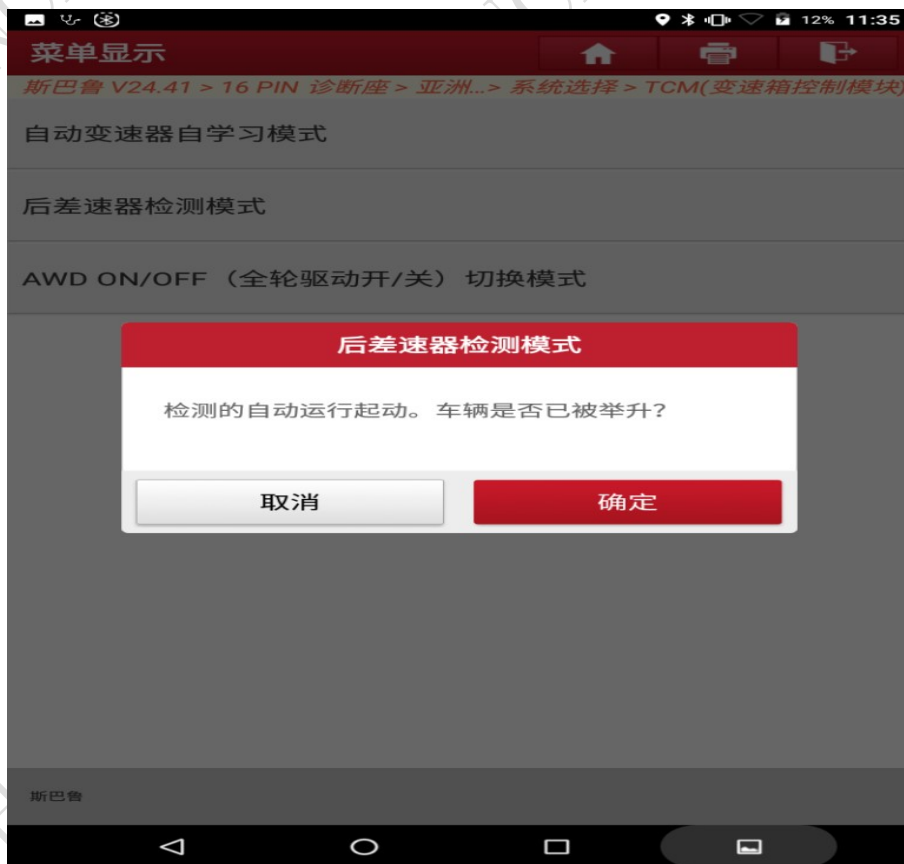 12% 11:35
菜单显示
斯巴鲁 V24.41 > 16 PIN 诊断座 > 亚洲...> 系统选择 > TCM(变速箱控制模块)
自动变速器自学习模式
后差速器检测模式
AWD ON/OFF（全轮驱动开/关）切换模式
后差速器检测模式
检测的自动运行起动。车辆是否已被举升?
取消 确定
斯巴鲁